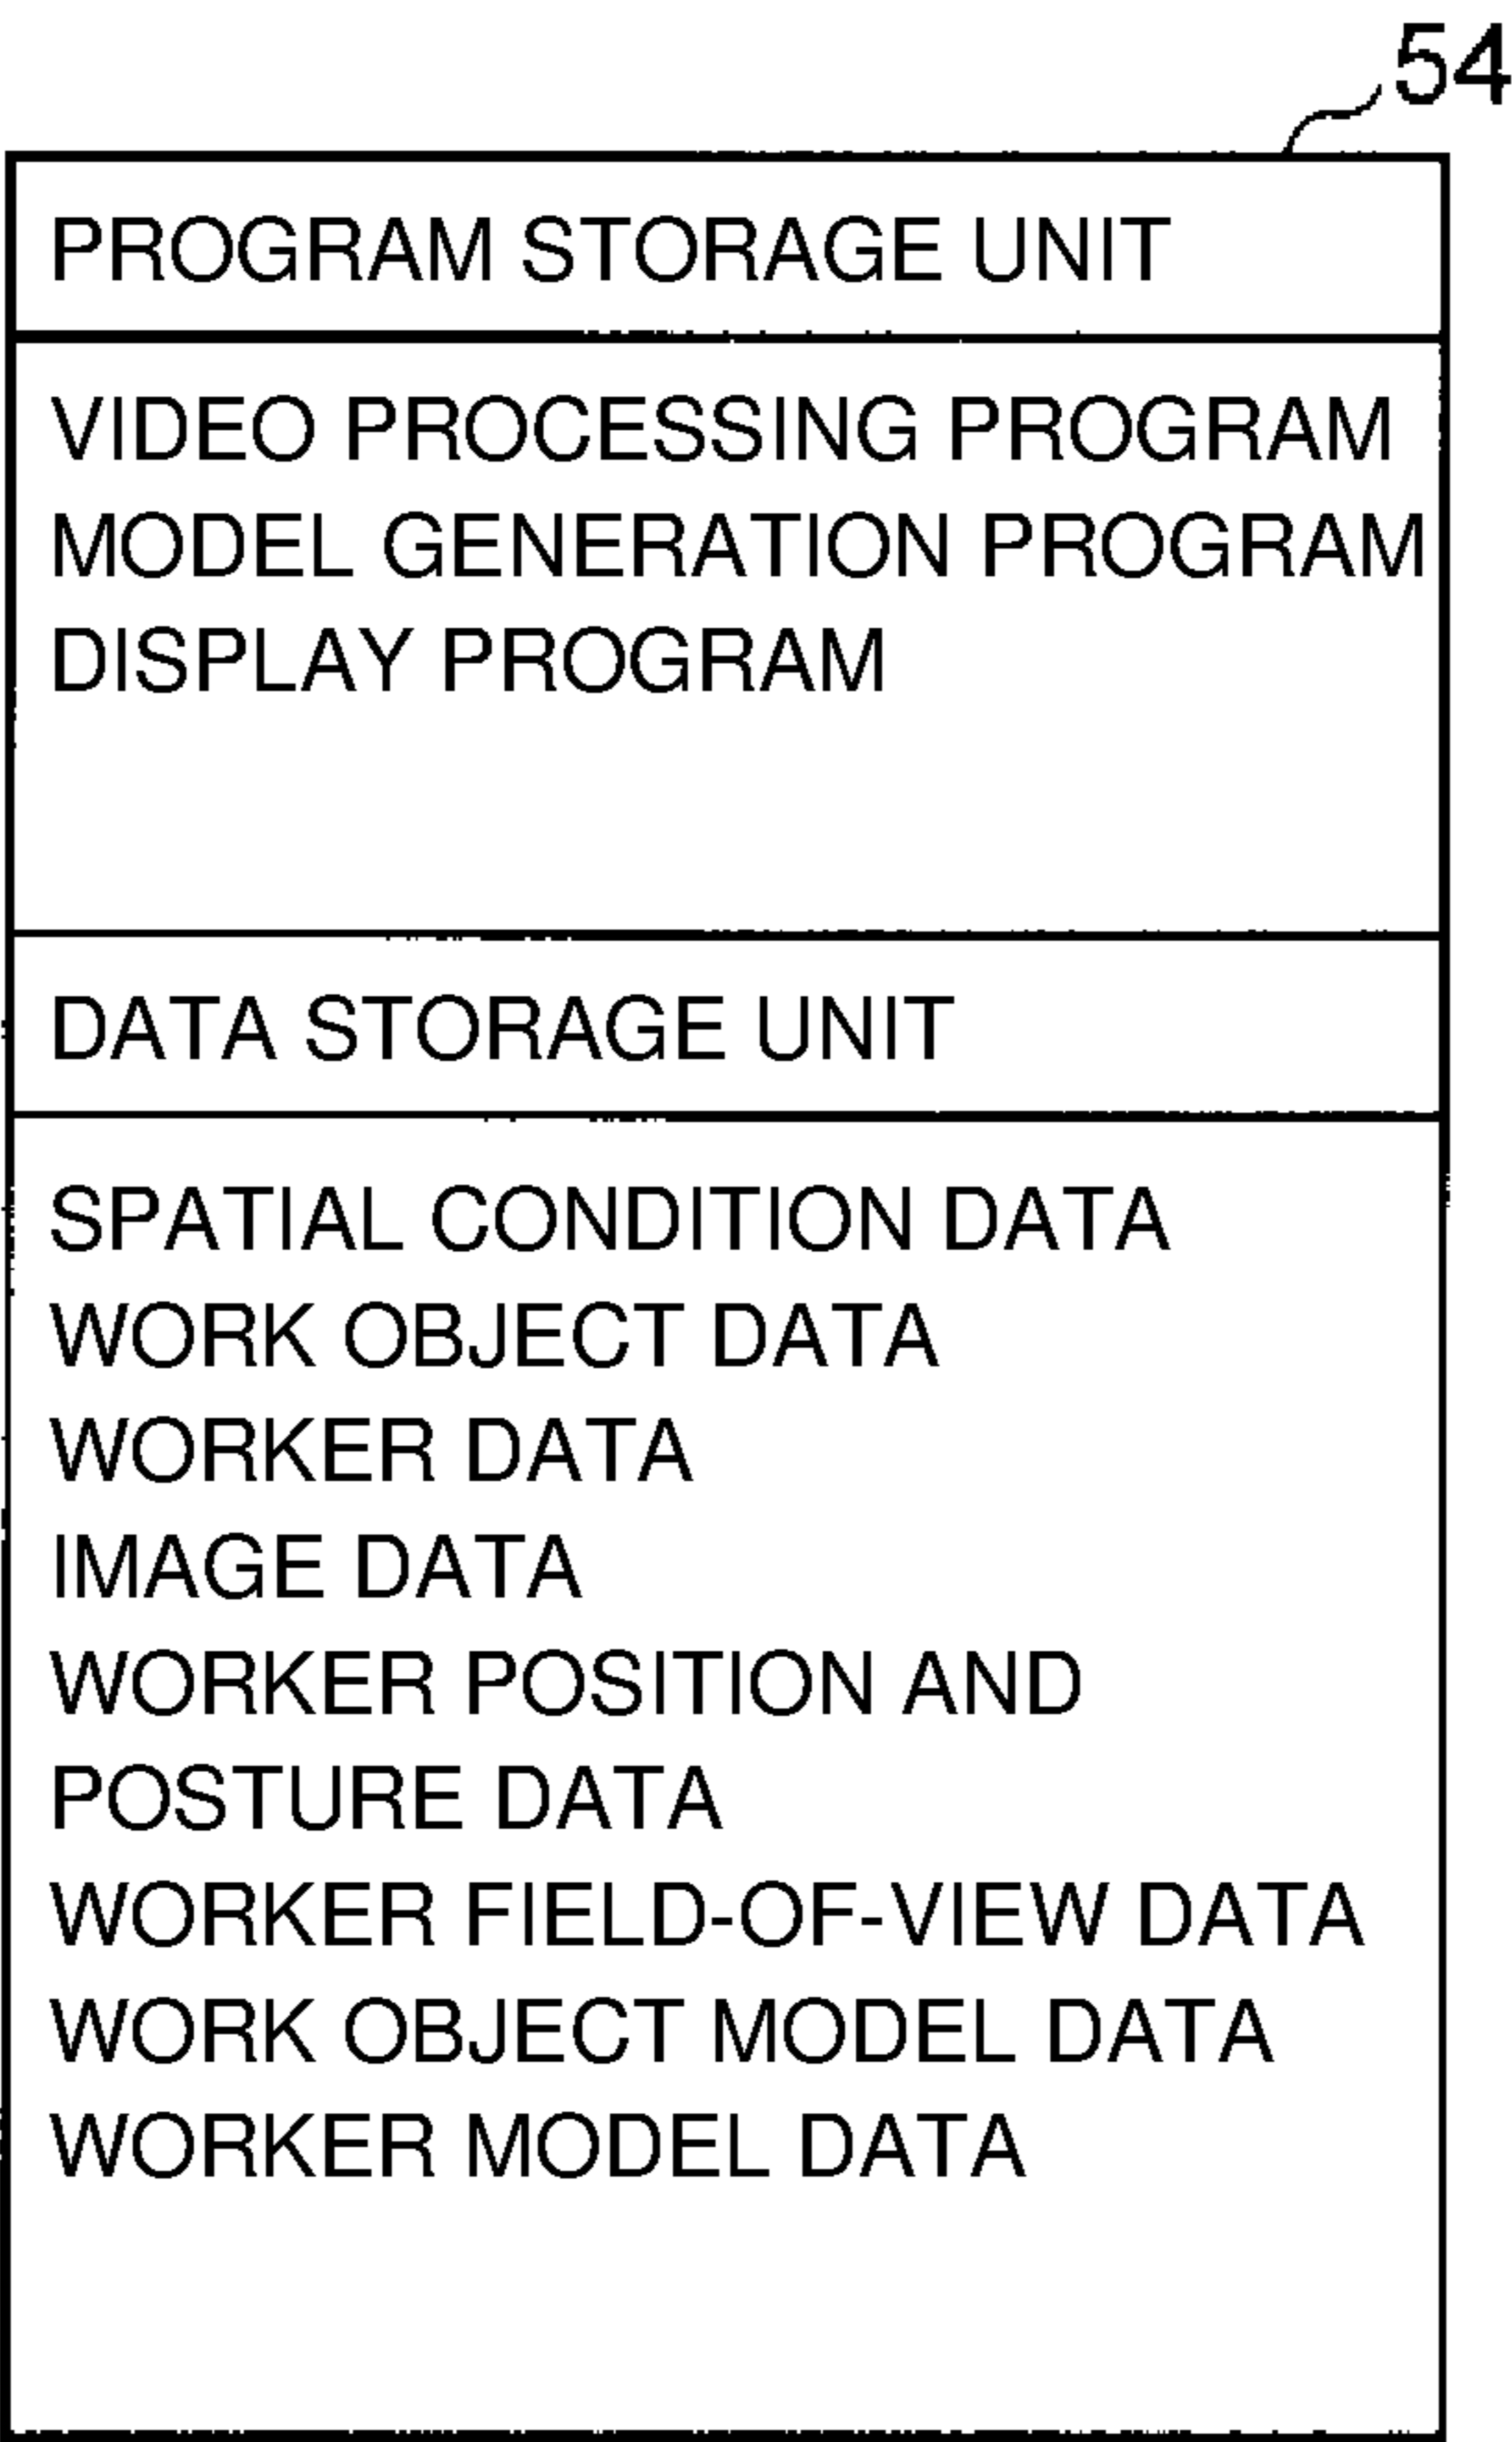 54
PROGRAM STORAGE UNIT
VIDEO PROCESSING PROGRAM
MODEL GENERATION PROGRAM
DISPLAY PROGRAM
DATA STORAGE UNIT
SPATIAL CONDITION DATA
WORK OBJECT DATA
WORKER DATA
IMAGE DATA
WORKER POSITION AND
POSTURE DATA
WORKER FIELD-OF-VIEW DATA
WORK OBJECT MODEL DATA
WORKER MODEL DATA